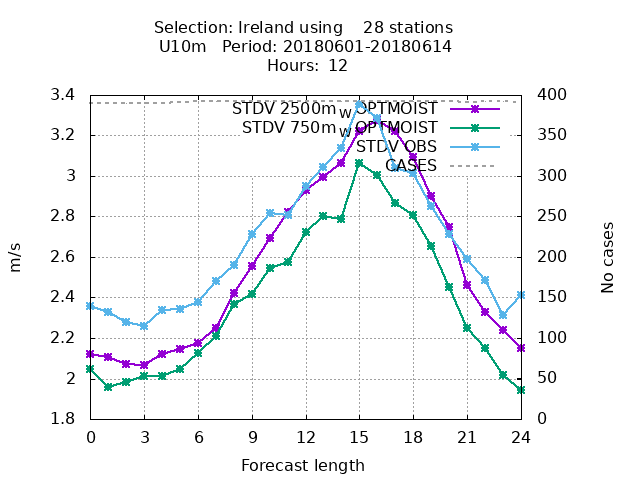 Selection: Ireland using    28 stations
U10m   Period: 20180601-20180614
Hours:  12
3.4
3.2
3
2.8
2.6
2.4
2.2
2
1.8
m/s
400
350
300
250
200
150
100
50
0
No cases
STDV 2500m_WOPTMOIST
STDV 750m_WOPTMOIST
STDV OBS
CASES
0 3 6 9 12 15 18 21 24
Forecast length